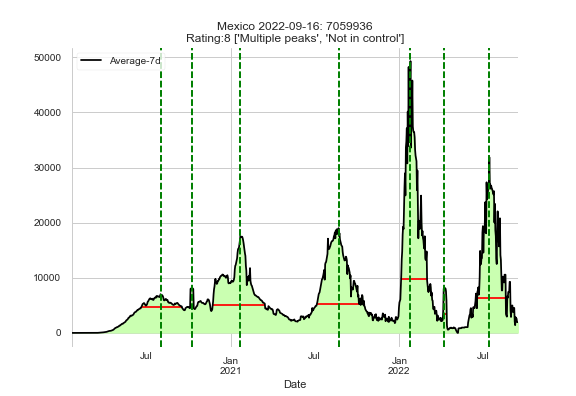 Mexico 2022-09-16: 7059936
Rating:8 ['Multiple peaks', 'Not in control']
Average-7d
50000
40000
30000
20000
10000
0
Jul
Jan
2021
Jul
Jan
2022
Jul
Date